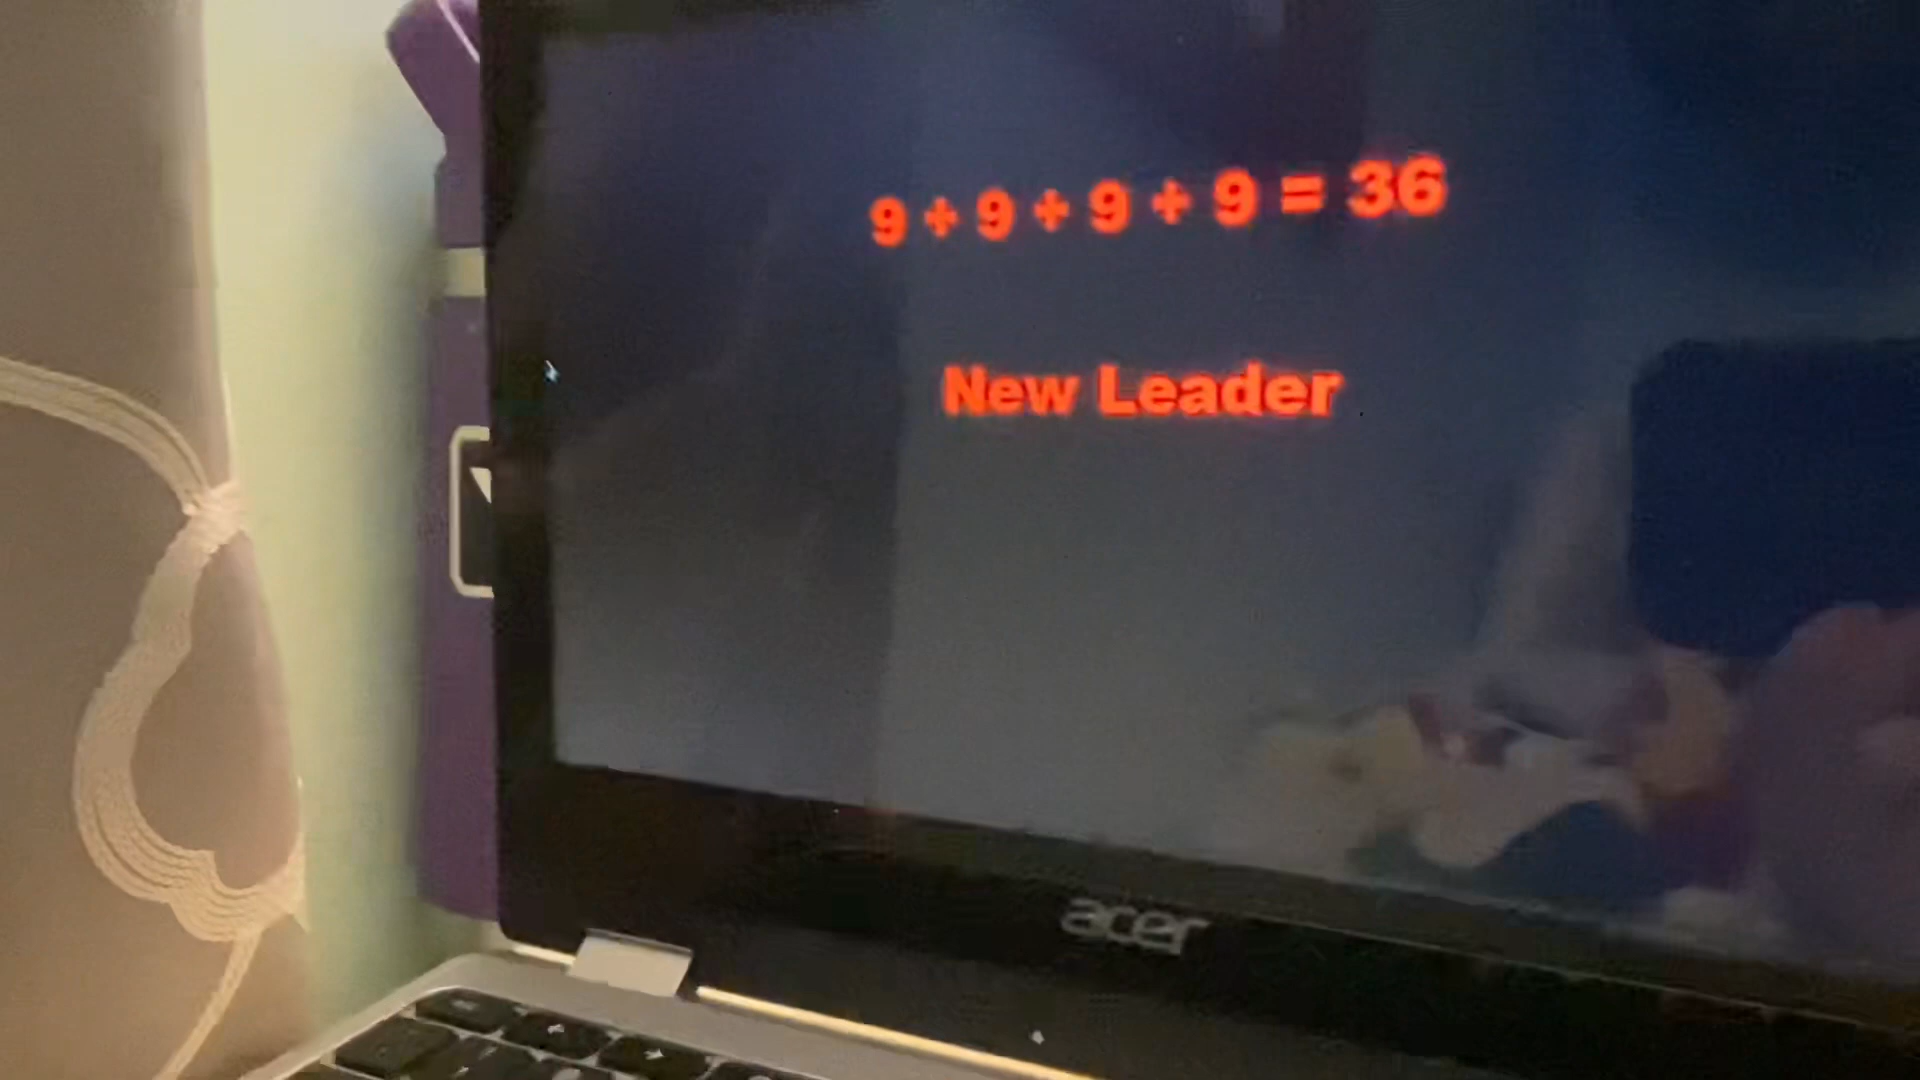 9 + 9 + 9 + 9 = 36
New Leader
acer